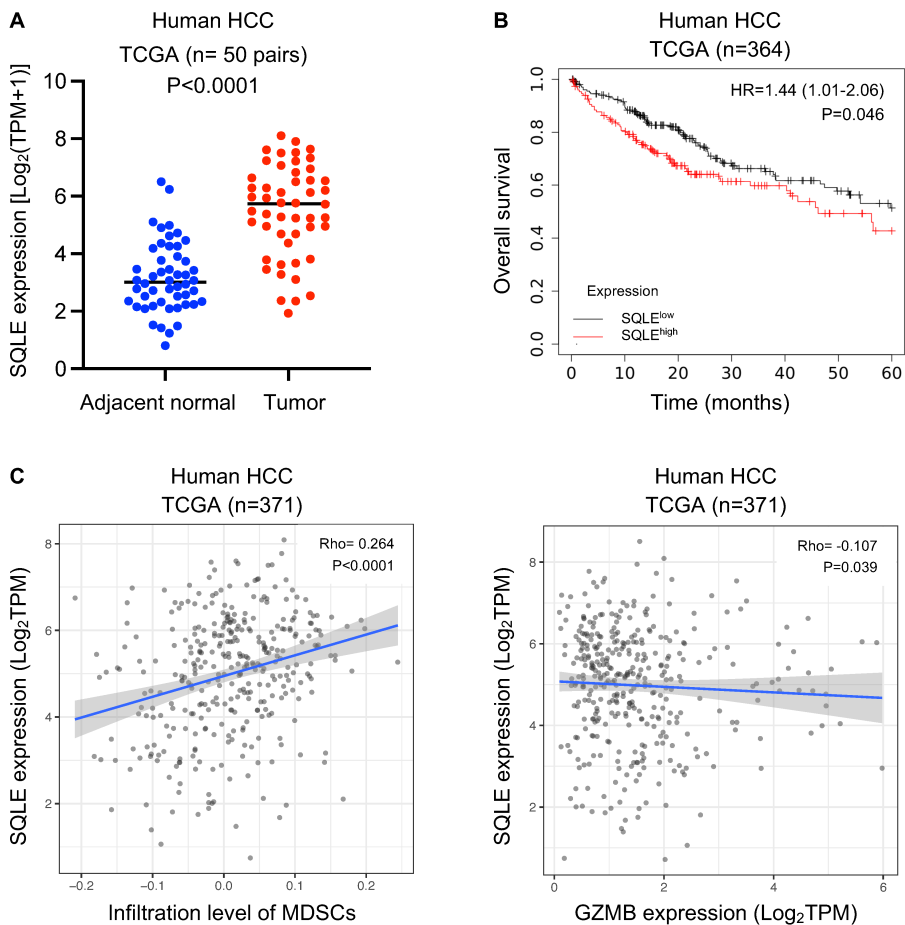 A
Human HCC
TCGA (n= 50 pairs)
P<0.0001
SQLE expression [Log₂(TPM+1)]
10
8
6
4
2
0
Adjacent normal
Tumor
B
Human HCC
TCGA (n=364)
HR=1.44 (1.01-2.06)
P=0.046
Overall survival
1.0
0.8
0.6
0.4
0.2
0.0
Expression
SQLElow
SQLEhigh
0 10 20 30 40 50 60
Time (months)
C
Human HCC
TCGA (n=371)
Rho= 0.264
P<0.0001
SQLE expression (Log₂TPM)
8
6
4
2
−0.2 −0.1 0.0 0.1 0.2
Infiltration level of MDSCs
Human HCC
TCGA (n=371)
Rho= -0.107
P=0.039
SQLE expression (Log₂TPM)
8
6
4
2
0 2 4 6
GZMB expression (Log₂TPM)